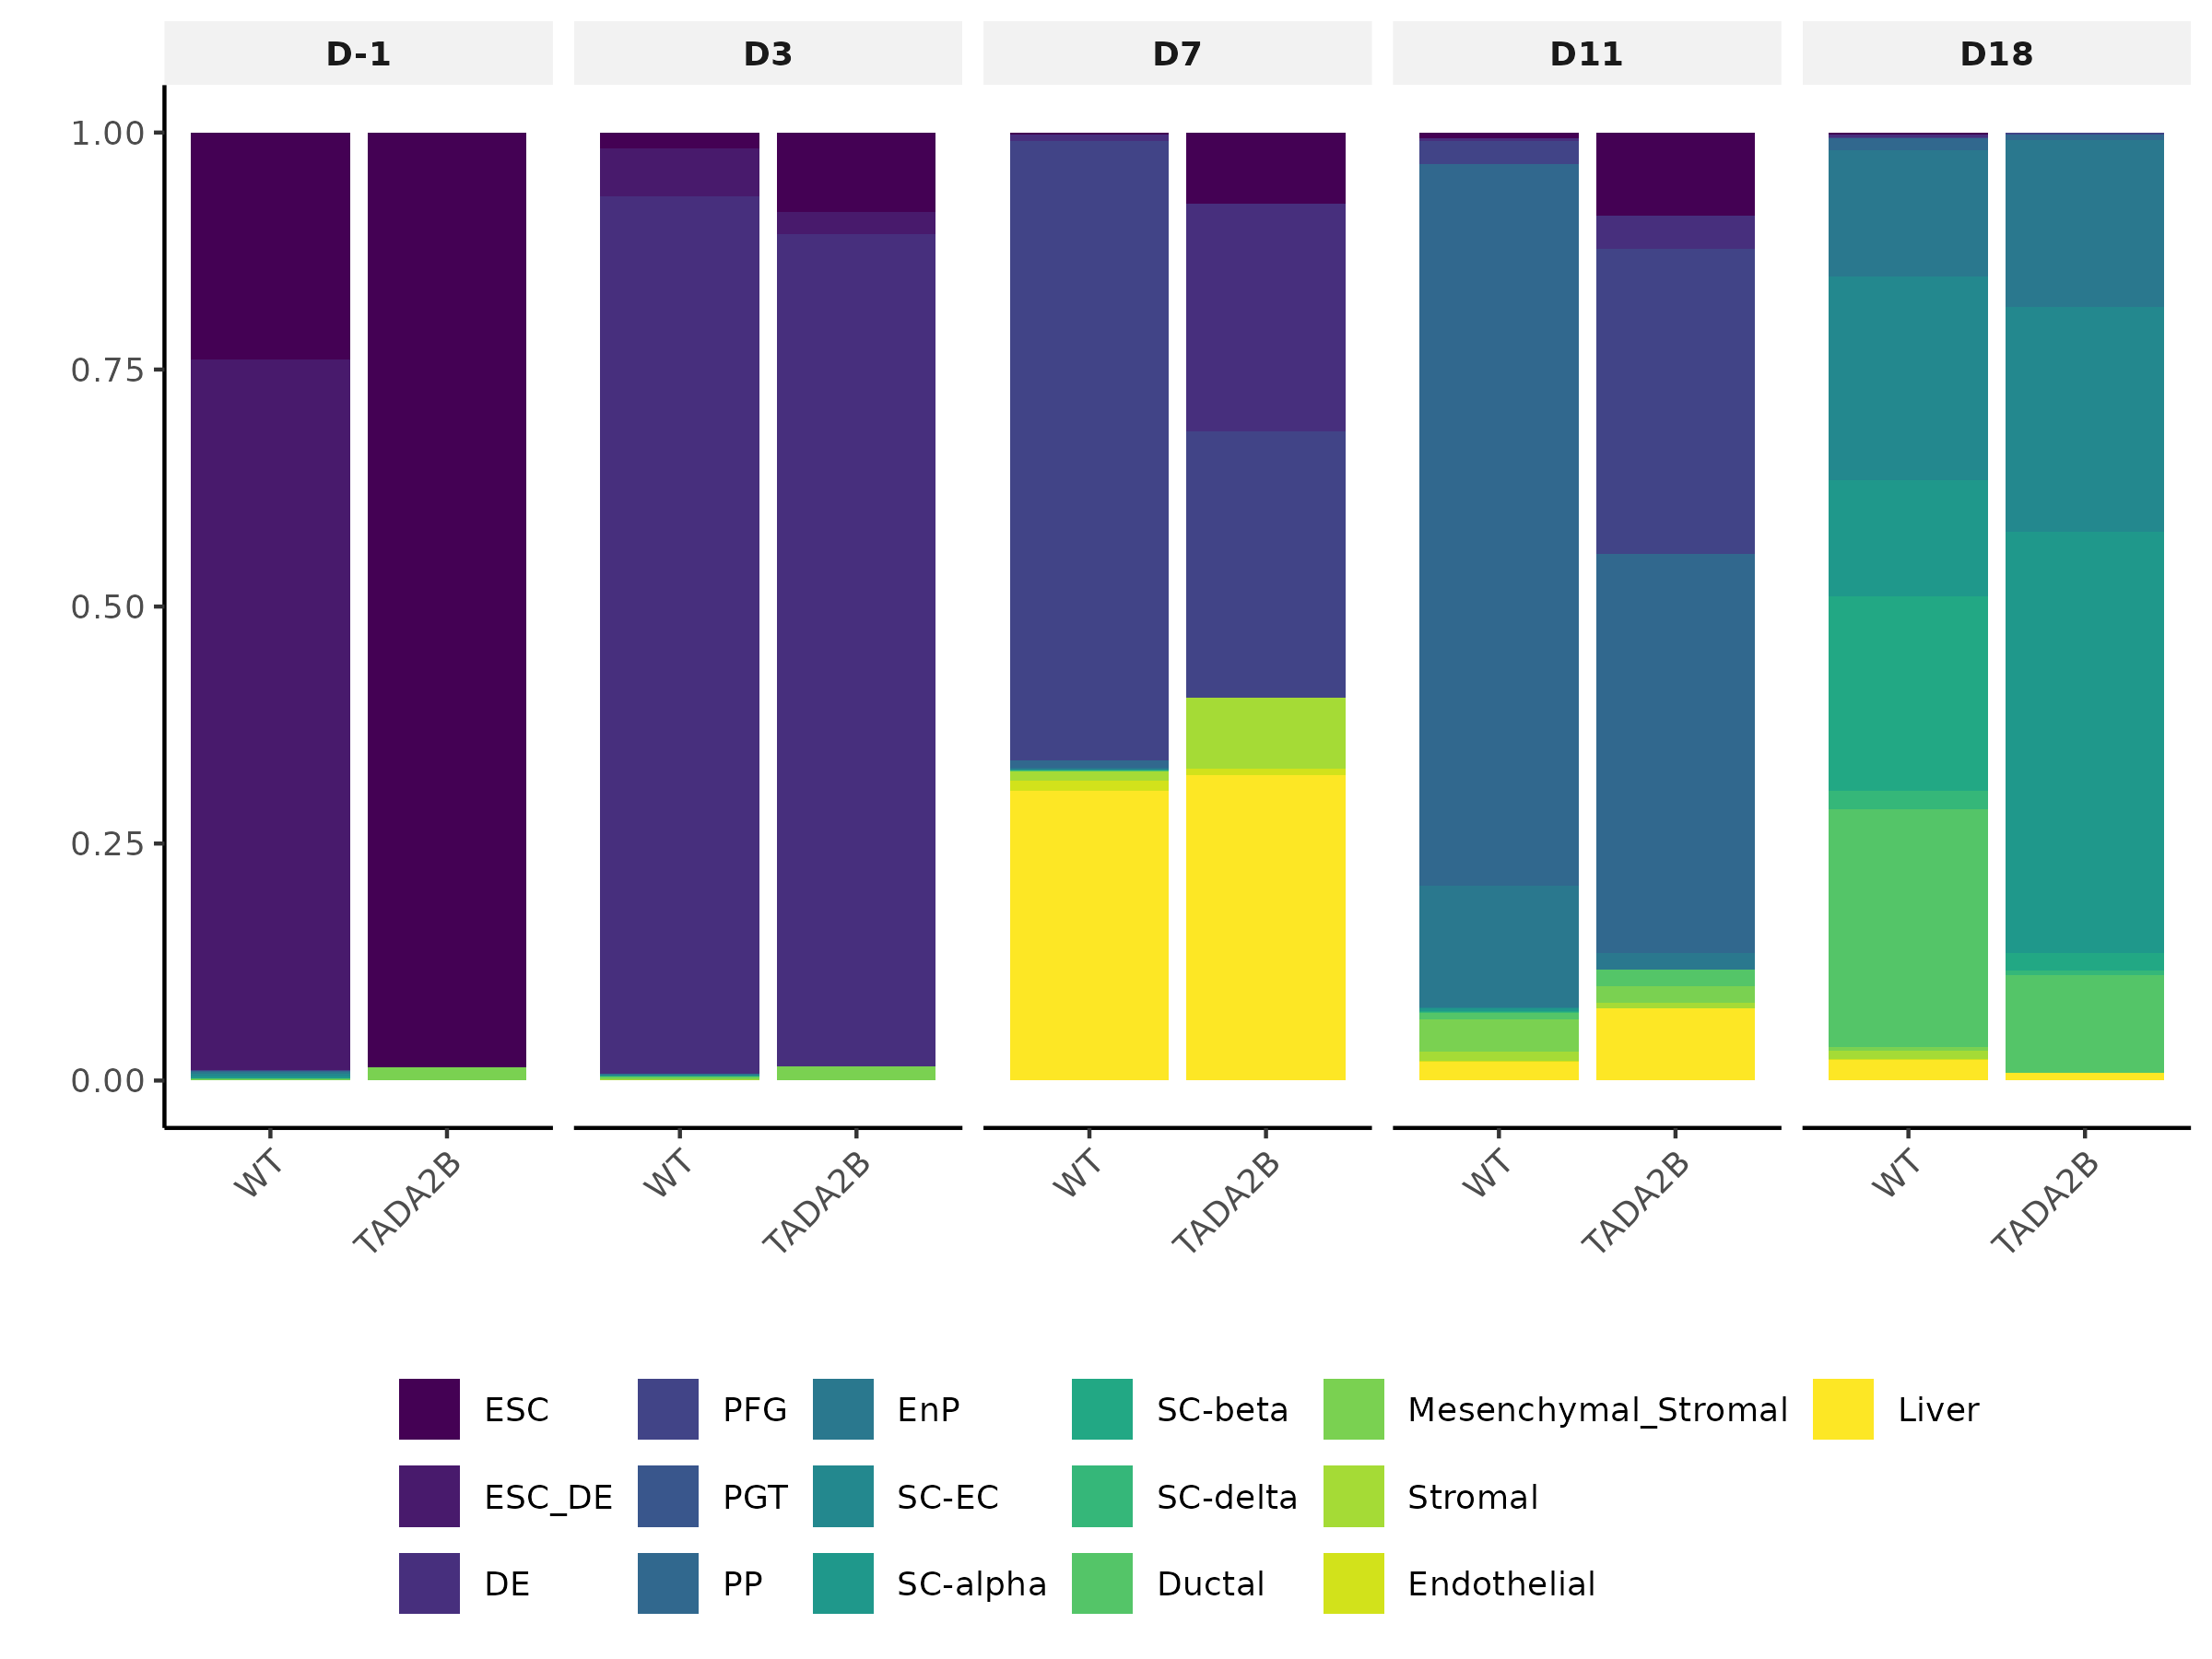 D-1 D3 D7 D11 D18
1.00
0.75
0.50
0.25
0.00
WT TADA2B WT TADA2B WT TADA2B WT TADA2B WT TADA2B
ESC PFG EnP SC-beta Mesenchymal_Stromal Liver
ESC_DE PGT SC-EC SC-delta Stromal
DE PP SC-alpha Ductal Endothelial